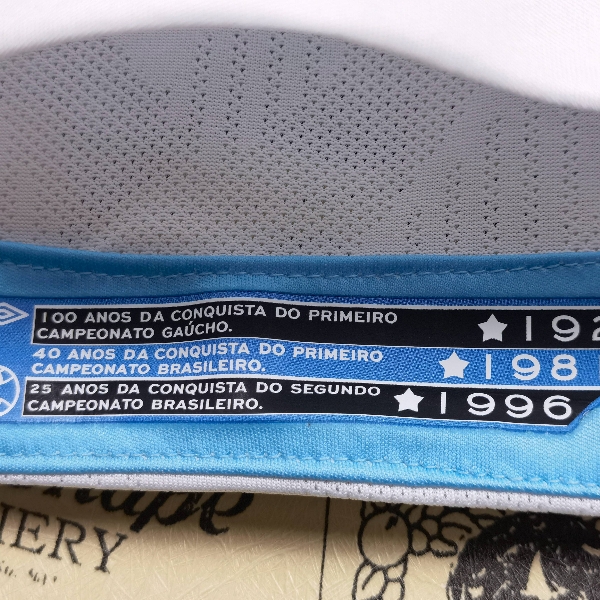 100 ANOS DA CONQUISTA DO PRIMEIRO
CAMPEONATO GAÚCHO.
192
40 ANOS DA CONQUISTA DO PRIMEIRO
CAMPEONATO BRASILEIRO.
198
25 ANOS DA CONQUISTA DO SEGUNDO
CAMPEONATO BRASILEIRO.
1996